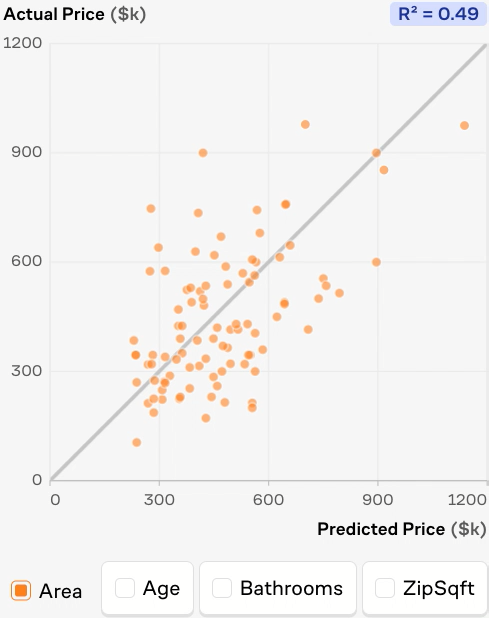 Actual Price ($k)
R² = 0.49
1200
900
600
300
0
0 300 600 900 1200
Predicted Price ($k)
Area Age Bathrooms ZipSqft